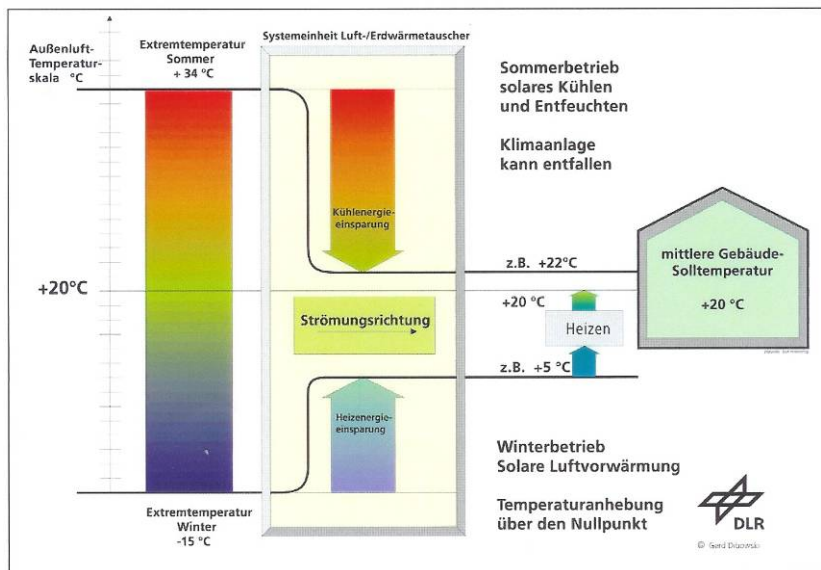 Außenluft-
Temperatur-
skala °C
Extremtemperatur
Sommer
+ 34 °C
Systemeinheit Luft-/Erdwärmetauscher
Sommerbetrieb
solares Kühlen
und Entfeuchten
Klimaanlage
kann entfallen
Kühlenergie-
einsparung
z.B. +22°C
mittlere Gebäude-
Solltemperatur
+20 °C
+20°C
+20 °C
Strömungsrichtung
Heizen
z.B. +5 °C
Heizenergie-
einsparung
Winterbetrieb
Solare Luftvorwärmung
Temperaturanhebung
über den Nullpunkt
Extremtemperatur
Winter
-15 °C
DLR
© Gerd Dibowski